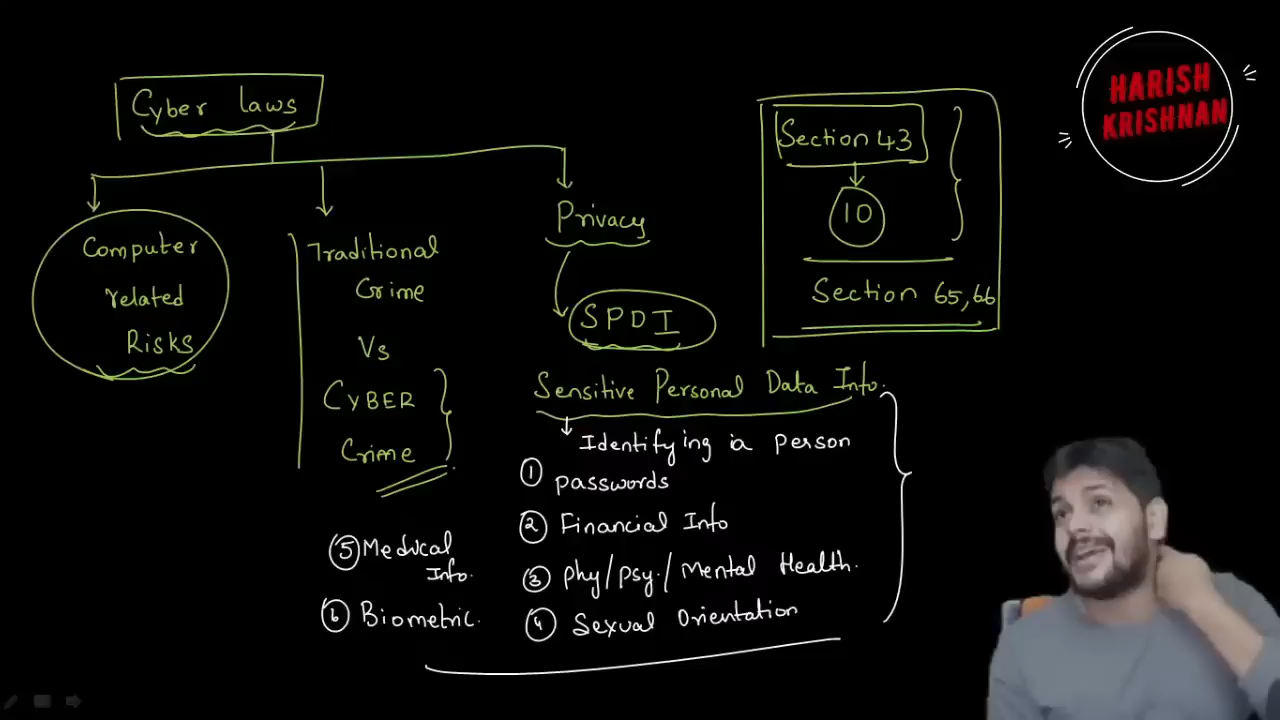 Cyber laws
Computer
related
Risks
Traditional
Crime
Vs
CYBER
Crime
Privacy
SPDI
Sensitive Personal Data Info.
Identifying a person
① passwords
② Financial Info
③ Phy/Psy./Mental Health.
④ Sexual Orientation
⑤ Medical
Info.
⑥ Biometric.
Section 43
10
Section 65,66
HARISH
KRISHNAN